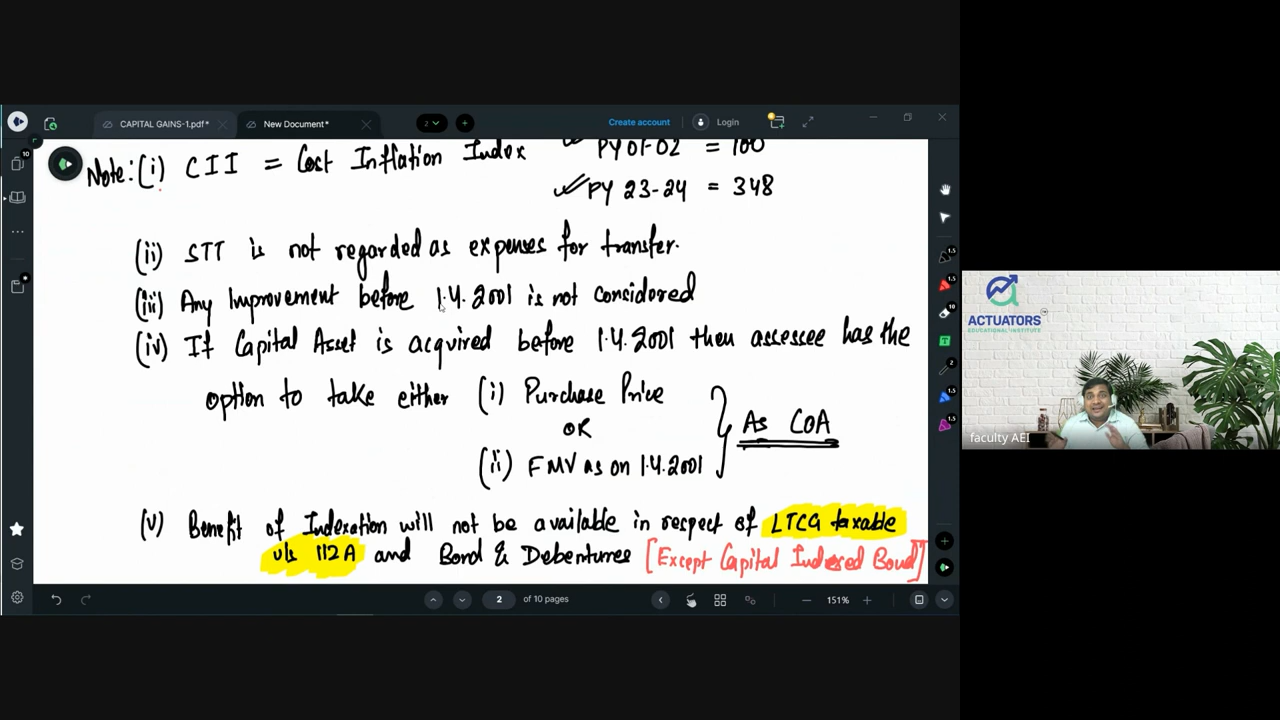 CAPITAL GAINS-1.pdf*
New Document*
2
Create account
Login
Note: (i) CII = Cost Inflation Index
PY 01-02 = 100
PY 23-24 = 348
(ii) STT is not regarded as expenses for transfer.
(iii) Any Improvement before 1.4.2001 is not considered
(iv) If Capital Asset is acquired before 1.4.2001 then assessee has the
option to take either (i) Purchase Price
OR
(ii) FMV as on 1.4.2001
As COA
(v) Benefit of Indexation will not be available in respect of LTCG taxable
u/s 112A and Bond & Debentures [Except Capital Indexed Bond]
2 of 10 pages
151%
ACTUATORS
EDUCATIONAL INSTITUTE
faculty AEI